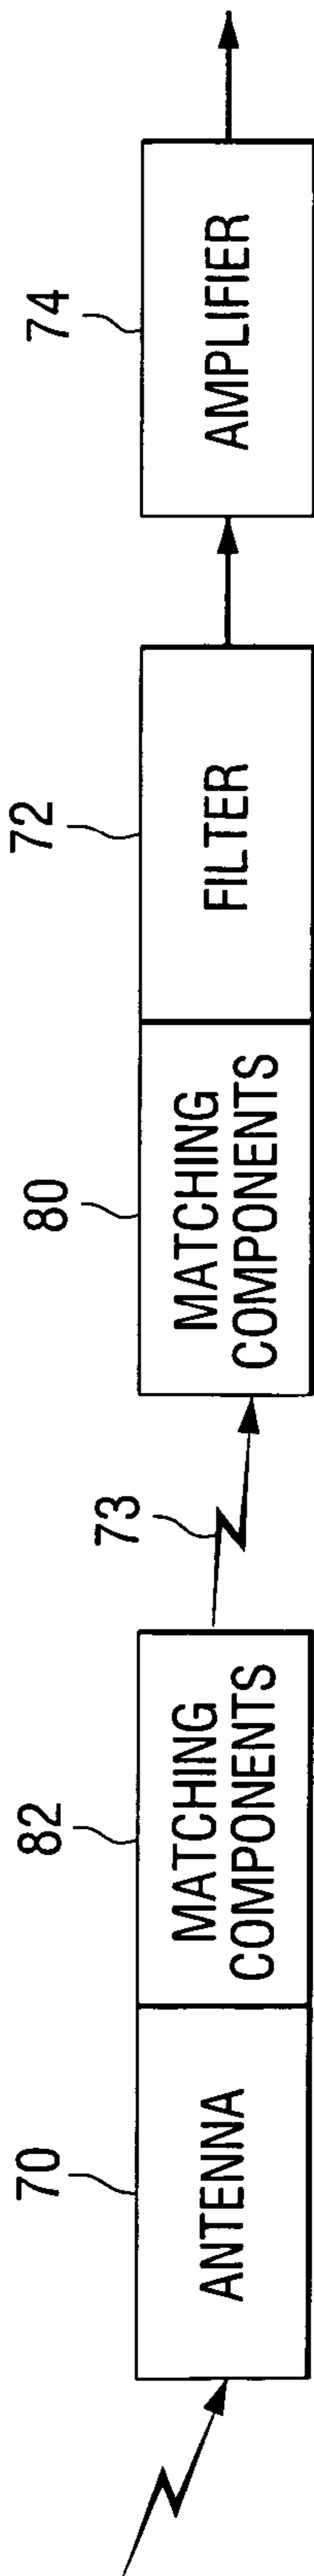 70
ANTENNA
82
MATCHING
COMPONENTS
73
80
MATCHING
COMPONENTS
72
FILTER
74
AMPLIFIER